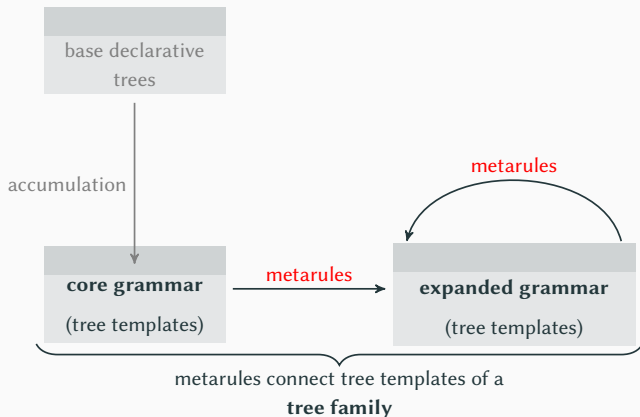 base declarative
trees
metarules
accumulation
core grammar
(tree templates)
metarules
expanded grammar
(tree templates)
metarules connect tree templates of a
tree family